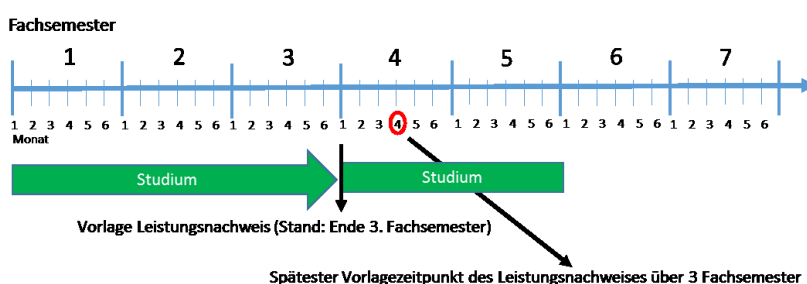 Fachsemester
1 2 3 4 5 6 7
1 2 3 4 5 6 1 2 3 4 5 6 1 2 3 4 5 6 1 2 3 4 5 6 1 2 3 4 5 6 1 2 3 4 5 6 1 2 3 4 5 6
Monat
Studium Studium
Vorlage Leistungsnachweis (Stand: Ende 3. Fachsemester)
Spätester Vorlagezeitpunkt des Leistungsnachweises über 3 Fachsemester